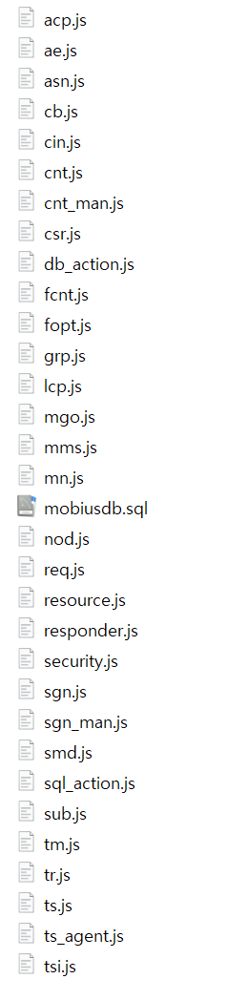 acp.js
ae.js
asn.js
cb.js
cin.js
cnt.js
cnt_man.js
csr.js
db_action.js
fcnt.js
fopt.js
grp.js
lcp.js
mgo.js
mms.js
mn.js
mobiusdb.sql
nod.js
req.js
resource.js
responder.js
security.js
sgn.js
sgn_man.js
smd.js
sql_action.js
sub.js
tm.js
tr.js
ts.js
ts_agent.js
tsi.js